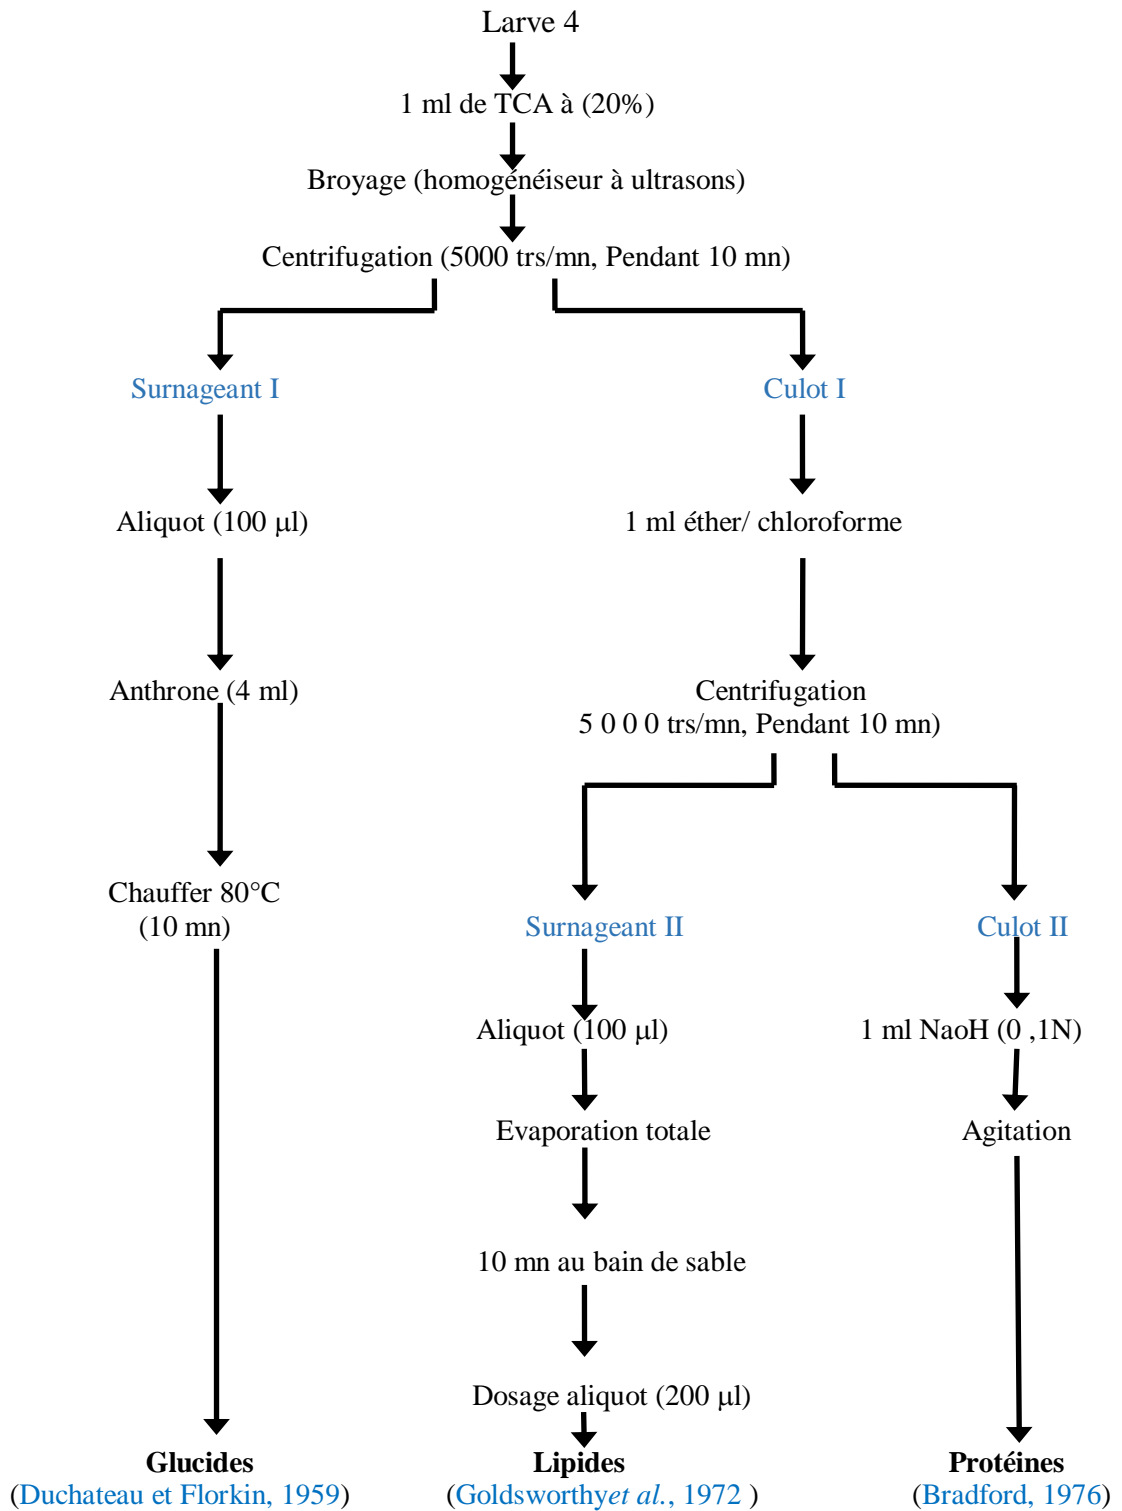 Larve 4
1 ml de TCA à (20%)
Broyage (homogénéiseur à ultrasons)
Centrifugation (5000 trs/mn, Pendant 10 mn)
Surnageant I
Culot I
Aliquot (100 µl)
1 ml éther/ chloroforme
Anthrone (4 ml)
Centrifugation
5 0 0 0 trs/mn, Pendant 10 mn)
Chauffer 80°C
(10 mn)
Surnageant II
Culot II
Aliquot (100 µl)
1 ml NaoH (0 ,1N)
Evaporation totale
Agitation
10 mn au bain de sable
Dosage aliquot (200 µl)
Glucides
(Duchateau et Florkin, 1959)
Lipides
(Goldsworthyet al., 1972 )
Protéines
(Bradford, 1976)